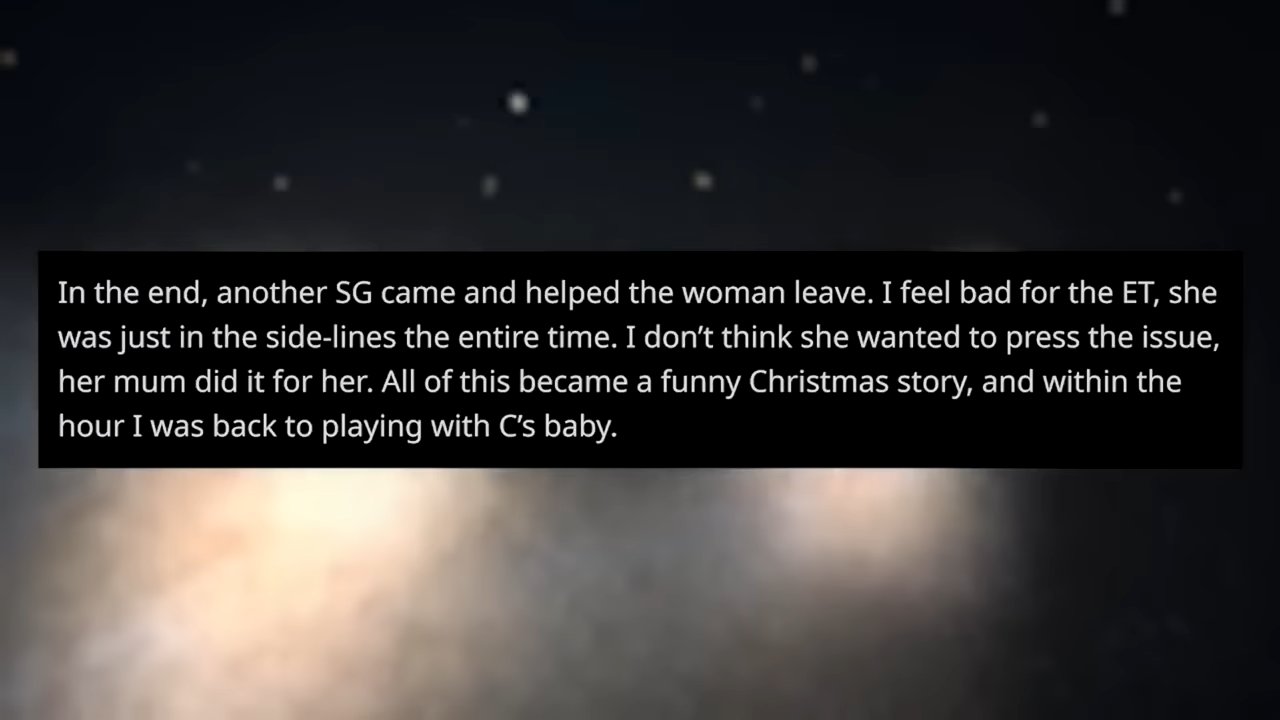 In the end, another SG came and helped the woman leave. I feel bad for the ET, she
was just in the side-lines the entire time. I don’t think she wanted to press the issue,
her mum did it for her. All of this became a funny Christmas story, and within the
hour I was back to playing with C’s baby.